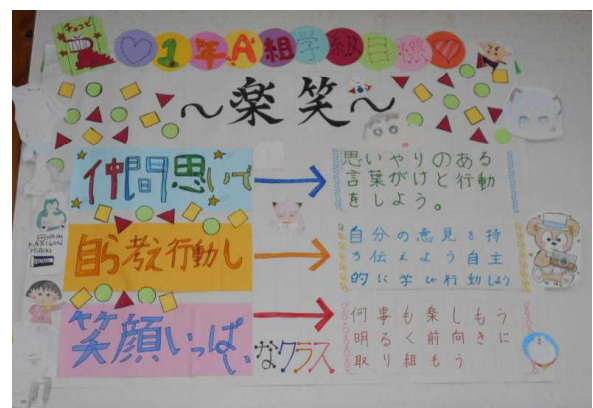 チョコビ
♡1年A組学級目標♡
～楽笑～
仲間思いで
思いやりのある
言葉がけと行動
をしよう。
自ら考え行動し
自分の意見を持
ち伝えよう自主
的に学び行動しよう
笑顔いっぱい
なクラス
何事も楽しもう
明るく前向きに
取り組もう